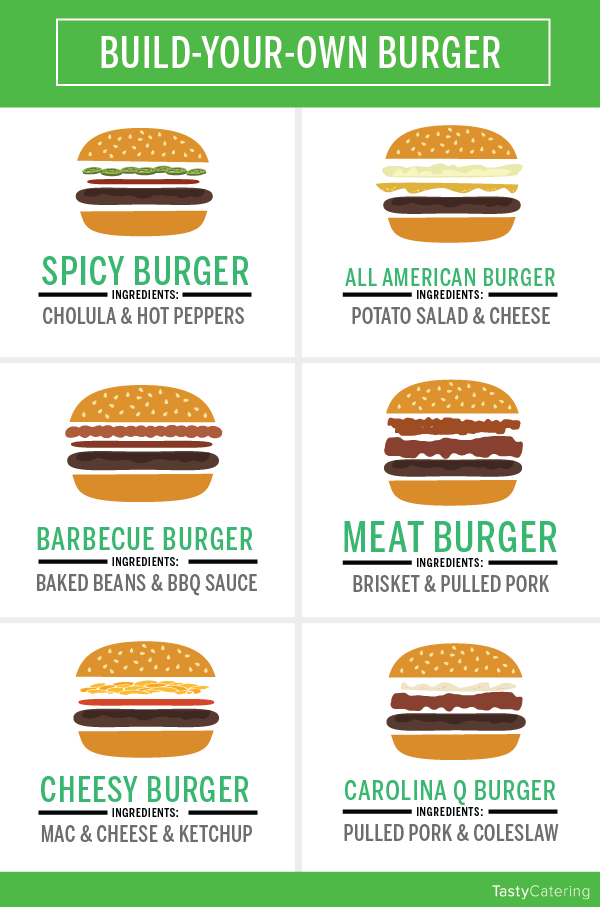 BUILD-YOUR-OWN BURGER
SPICY BURGER
INGREDIENTS:
CHOLULA & HOT PEPPERS
ALL AMERICAN BURGER
INGREDIENTS:
POTATO SALAD & CHEESE
BARBECUE BURGER
INGREDIENTS:
BAKED BEANS & BBQ SAUCE
MEAT BURGER
INGREDIENTS:
BRISKET & PULLED PORK
CHEESY BURGER
INGREDIENTS:
MAC & CHEESE & KETCHUP
CAROLINA Q BURGER
INGREDIENTS:
PULLED PORK & COLESLAW
TastyCatering